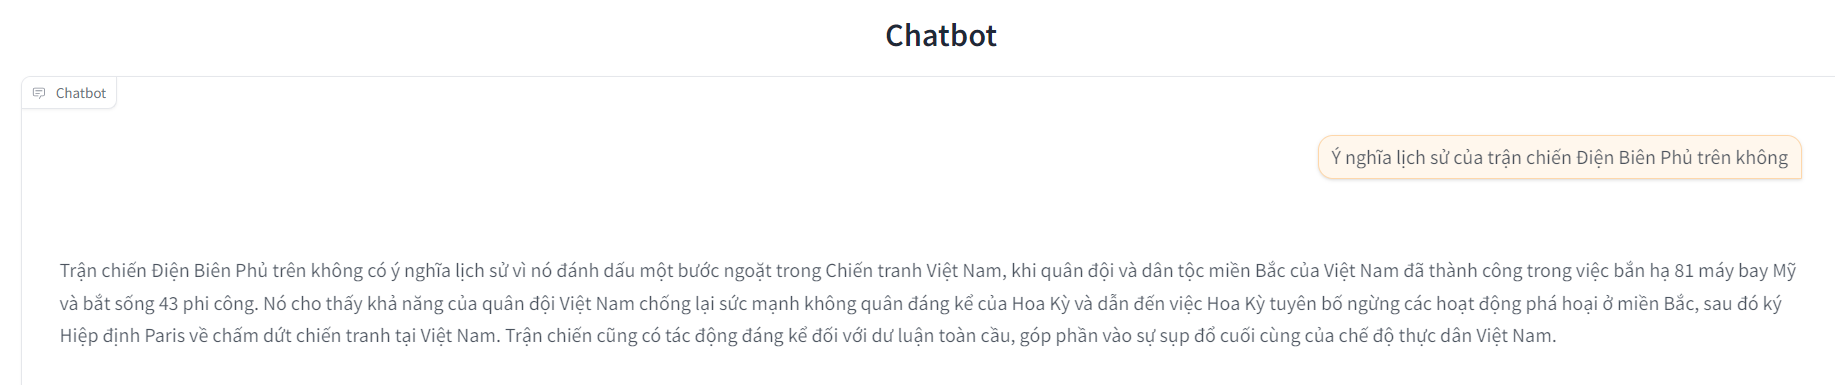 Chatbot
Chatbot
Ý nghĩa lịch sử của trận chiến Điện Biên Phủ trên không
Trận chiến Điện Biên Phủ trên không có ý nghĩa lịch sử vì nó đánh dấu một bước ngoặt trong Chiến tranh Việt Nam, khi quân đội và dân tộc miền Bắc của Việt Nam đã thành công trong việc bắn hạ 81 máy bay Mỹ
và bắt sống 43 phi công. Nó cho thấy khả năng của quân đội Việt Nam chống lại sức mạnh không quân đáng kể của Hoa Kỳ và dẫn đến việc Hoa Kỳ tuyên bố ngừng các hoạt động phá hoại ở miền Bắc, sau đó ký
Hiệp định Paris về chấm dứt chiến tranh tại Việt Nam. Trận chiến cũng có tác động đáng kể đối với dư luận toàn cầu, góp phần vào sự sụp đổ cuối cùng của chế độ thực dân Việt Nam.